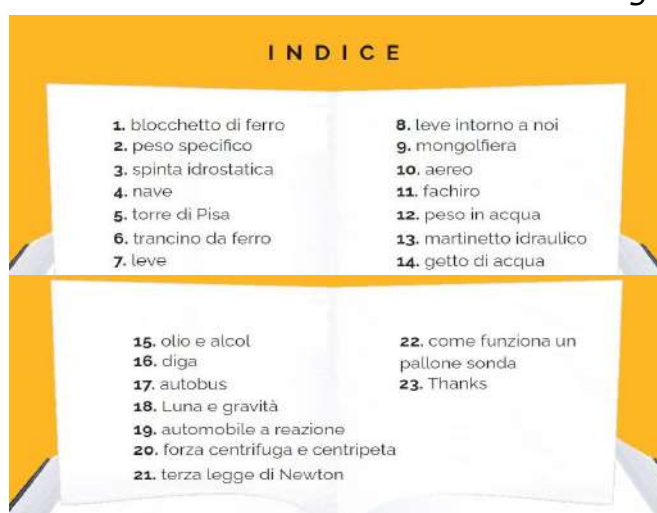 INDICE
1. blocchetto di ferro
2. peso specifico
3. spinta idrostatica
4. nave
5. torre di Pisa
6. trancino da ferro
7. leve
8. leve intorno a noi
9. mongolfiera
10. aereo
11. fachiro
12. peso in acqua
13. martinetto idraulico
14. getto di acqua
15. olio e alcol
16. diga
17. autobus
18. Luna e gravità
19. automobile a reazione
20. forza centrifuga e centripeta
21. terza legge di Newton
22. come funziona un
pallone sonda
23. Thanks